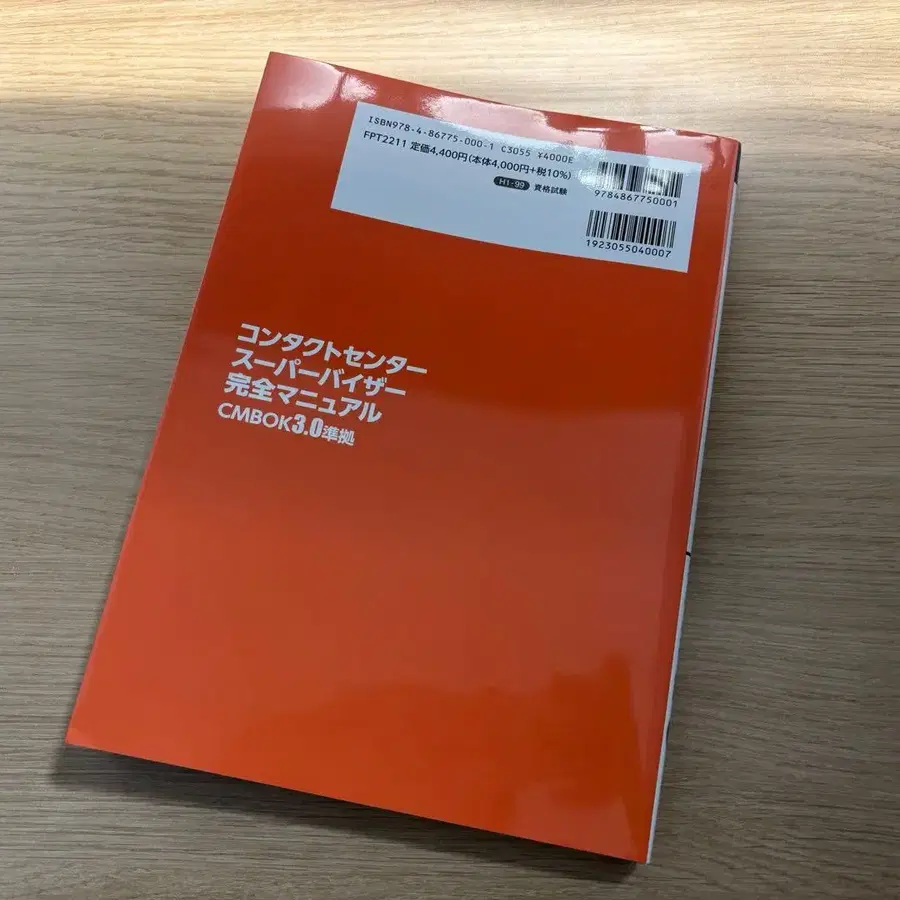 ISBN978-4-86775-000-1 C3055 ¥4000E
FPT2211 定価4,400円(本体4,000円+税10%)
H1-99 資格試験
9784867750001
1923055040007
コンタクトセンター
スーパーバイザー
完全マニュアル
CMBOK3.0準拠